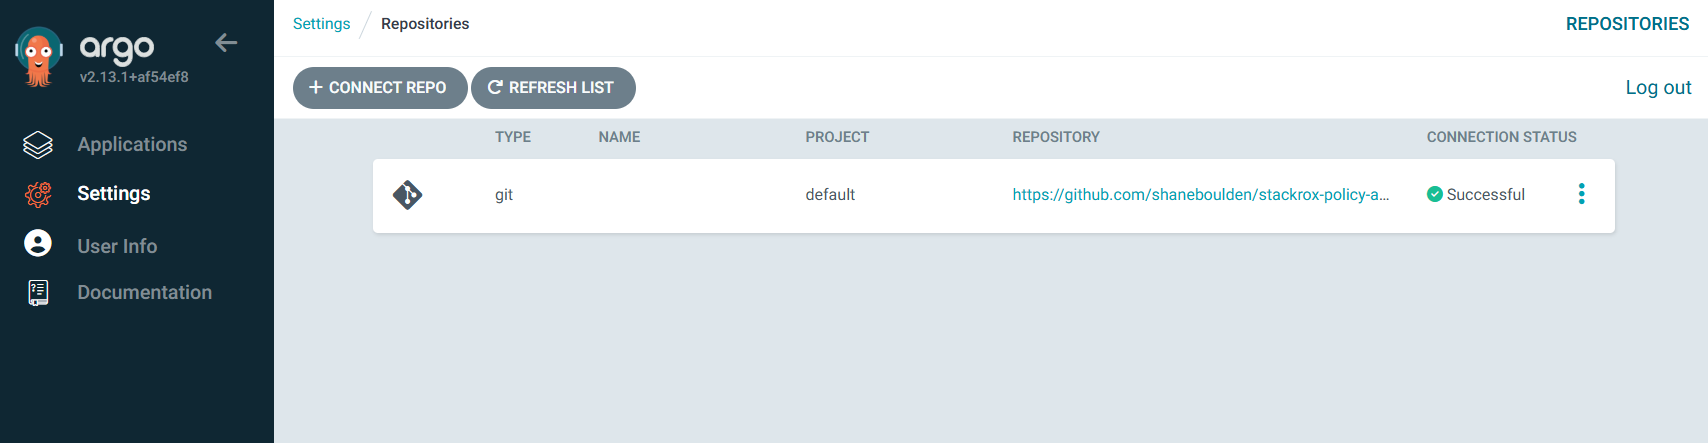 argo
v2.13.1+af54ef8
Applications
Settings
User Info
Documentation
Settings / Repositories
REPOSITORIES
+ CONNECT REPO
REFRESH LIST
Log out
TYPE NAME PROJECT REPOSITORY CONNECTION STATUS
git default https://github.com/shaneboulden/stackrox-policy-a... Successful